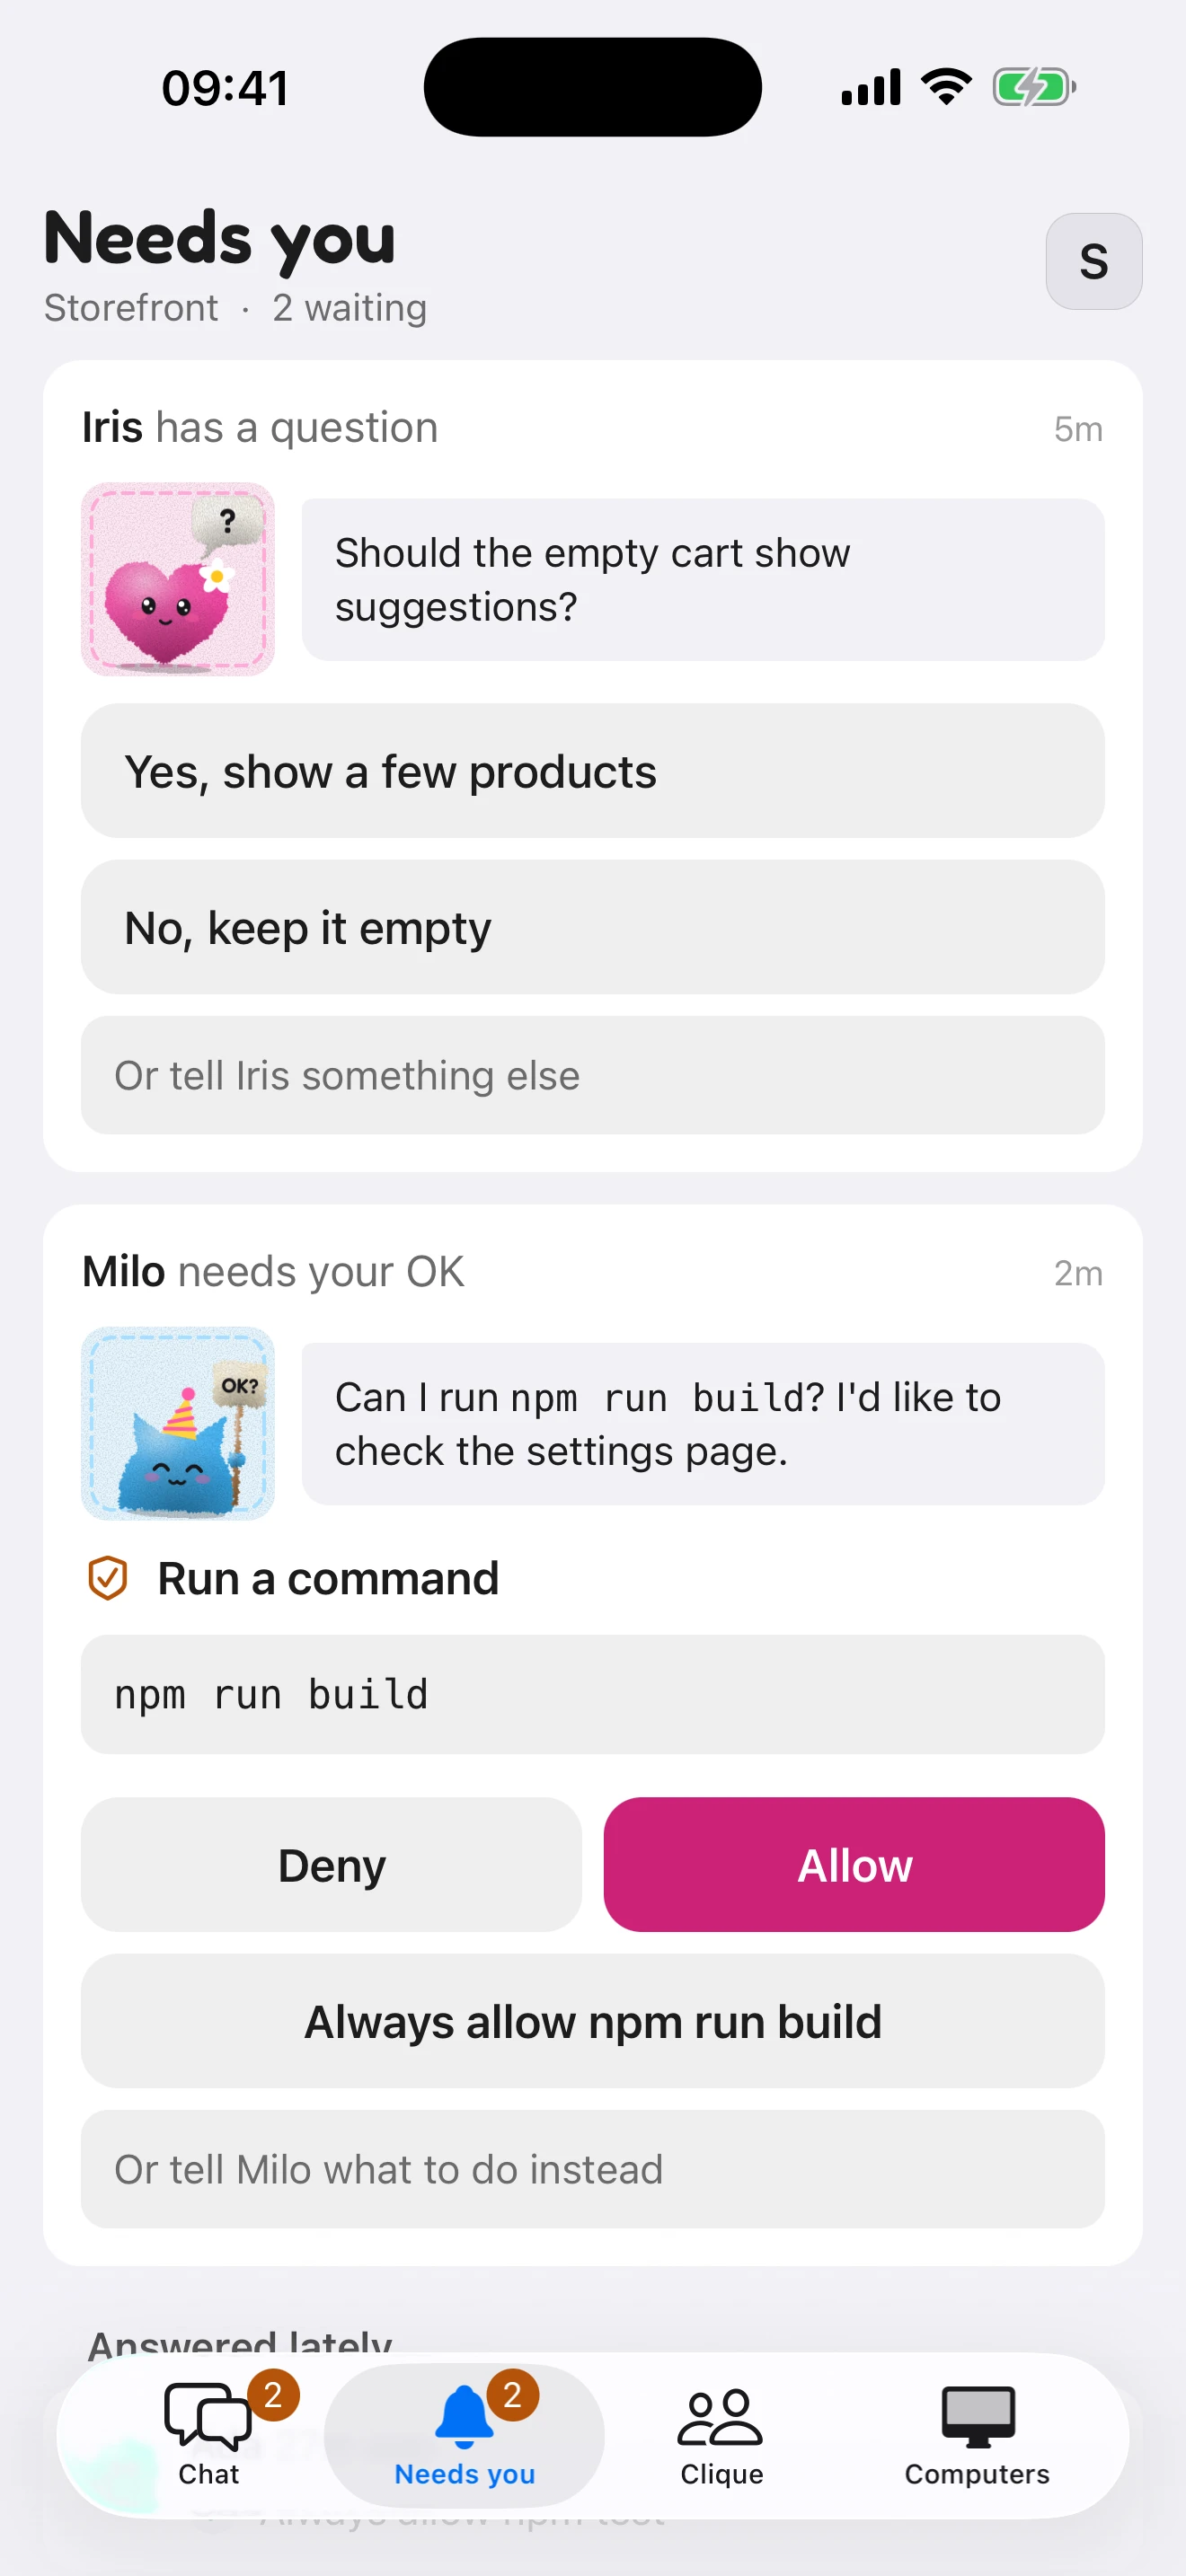 09:41
Needs you
Storefront · 2 waiting
S
Iris has a question
5m
?
Should the empty cart show
suggestions?
Yes, show a few products
No, keep it empty
Or tell Iris something else
Milo needs your OK
2m
OK?
Can I run npm run build? I'd like to
check the settings page.
Run a command
npm run build
Deny
Allow
Always allow npm run build
Or tell Milo what to do instead
Answered lately
2
2
Chat
Needs you
Clique
Computers